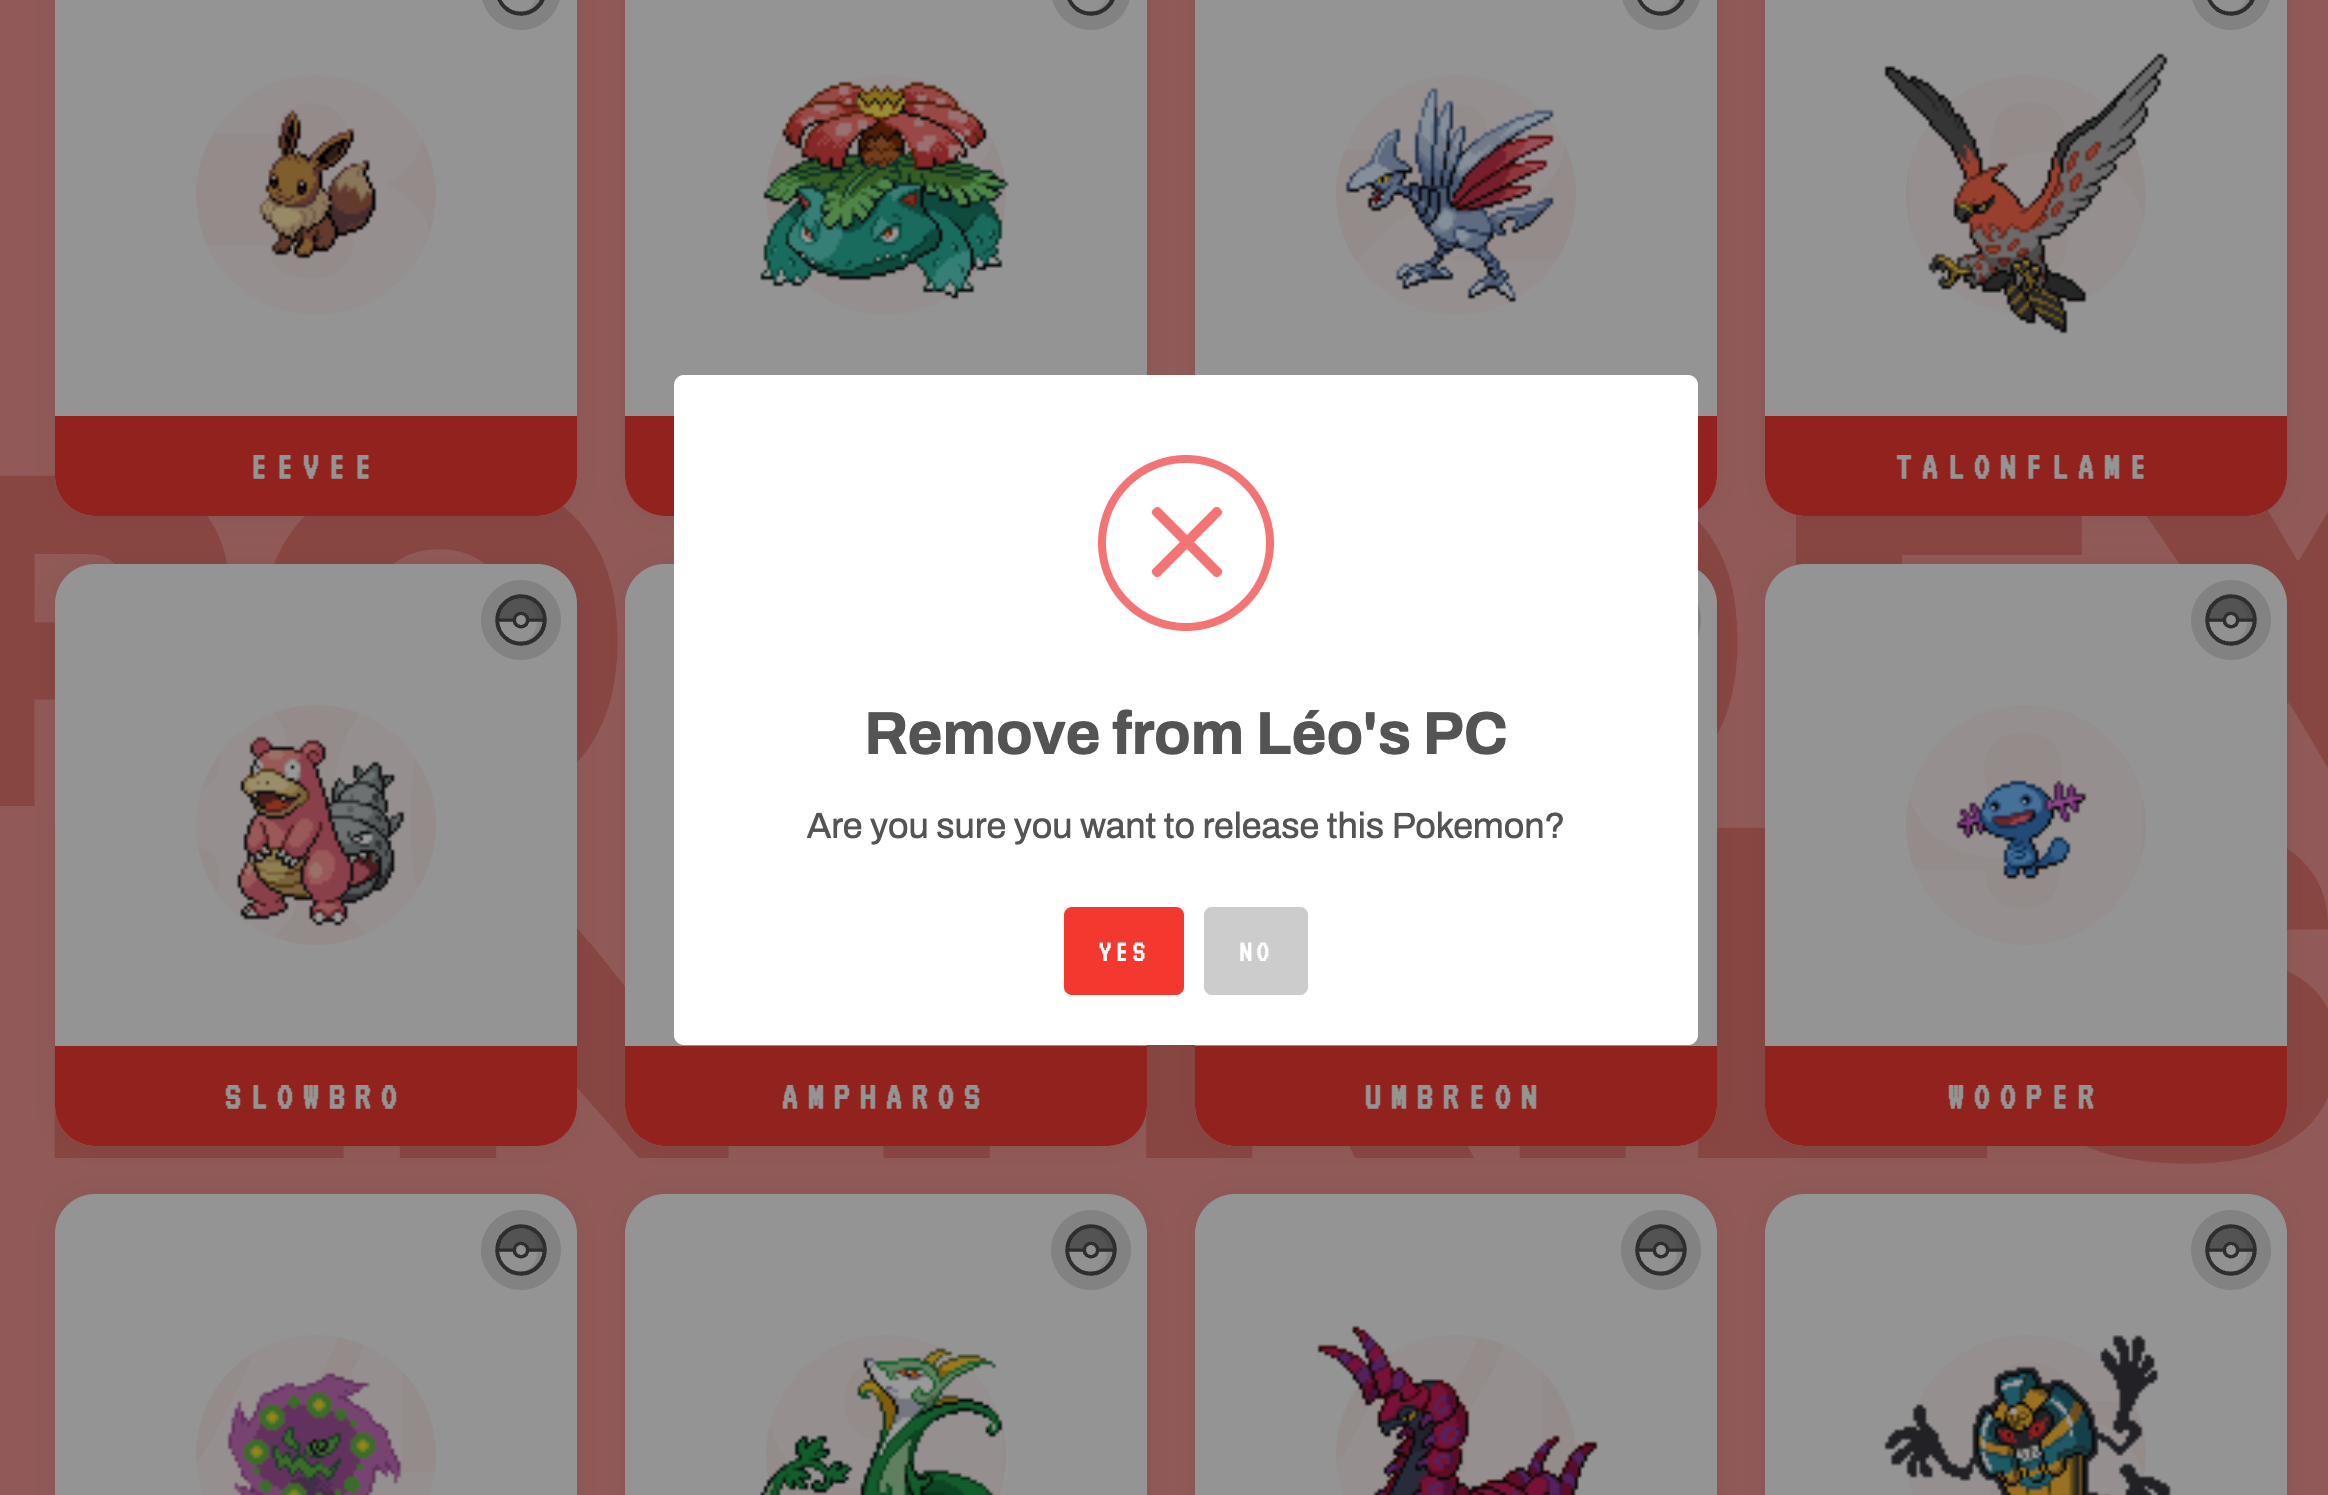 EEVEE
TALONFLAME
Remove from Léo's PC
Are you sure you want to release this Pokemon?
YES
NO
SLOWBRO
AMPHAROS
UMBREON
WOOPER